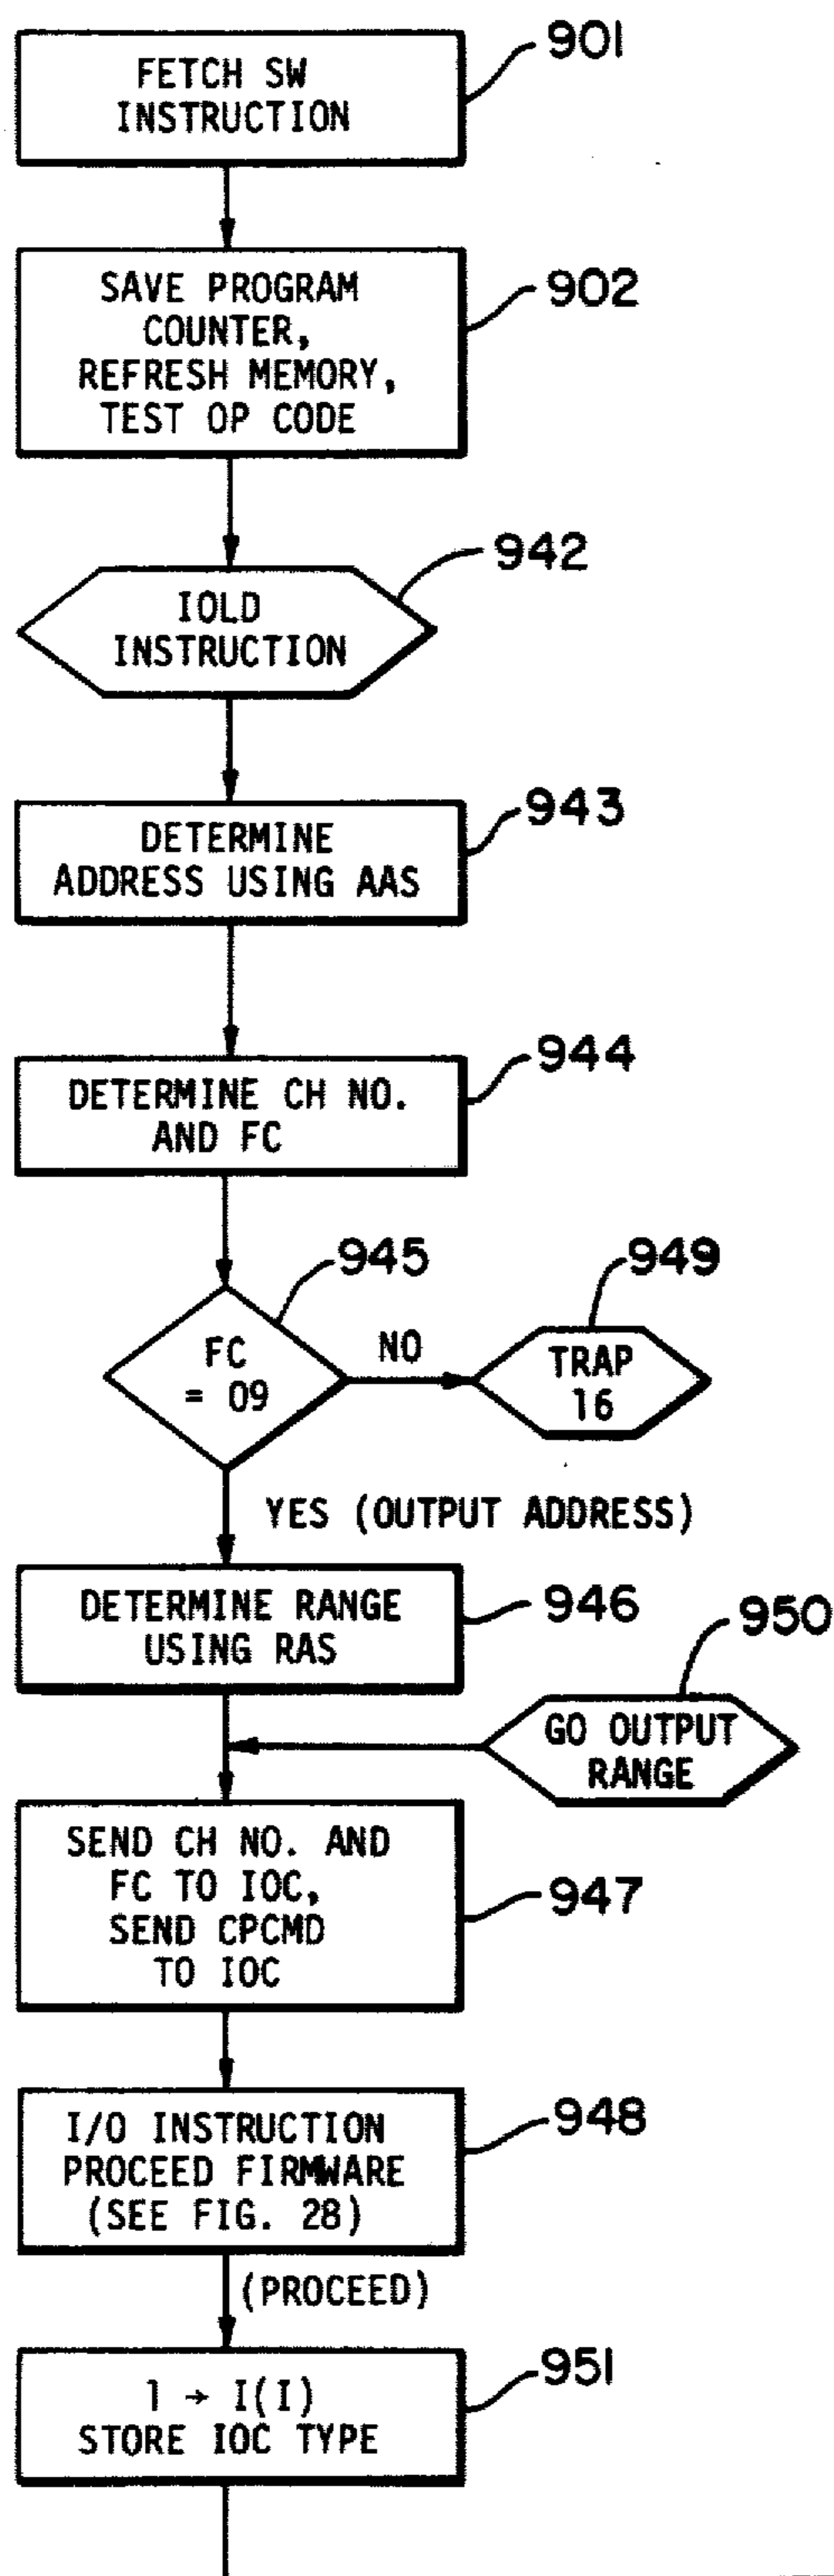 901
FETCH SW
INSTRUCTION
902
SAVE PROGRAM
COUNTER,
REFRESH MEMORY,
TEST OP CODE
942
IOLD
INSTRUCTION
943
DETERMINE
ADDRESS USING AAS
944
DETERMINE CH NO.
AND FC
945
949
FC
= 09
NO
TRAP
16
YES (OUTPUT ADDRESS)
946
DETERMINE RANGE
USING RAS
950
GO OUTPUT
RANGE
SEND CH NO. AND
FC TO IOC,
SEND CPCMD
TO IOC
947
948
I/O INSTRUCTION
PROCEED FIRMWARE
(SEE FIG. 28)
(PROCEED)
951
1 → I(I)
STORE IOC TYPE